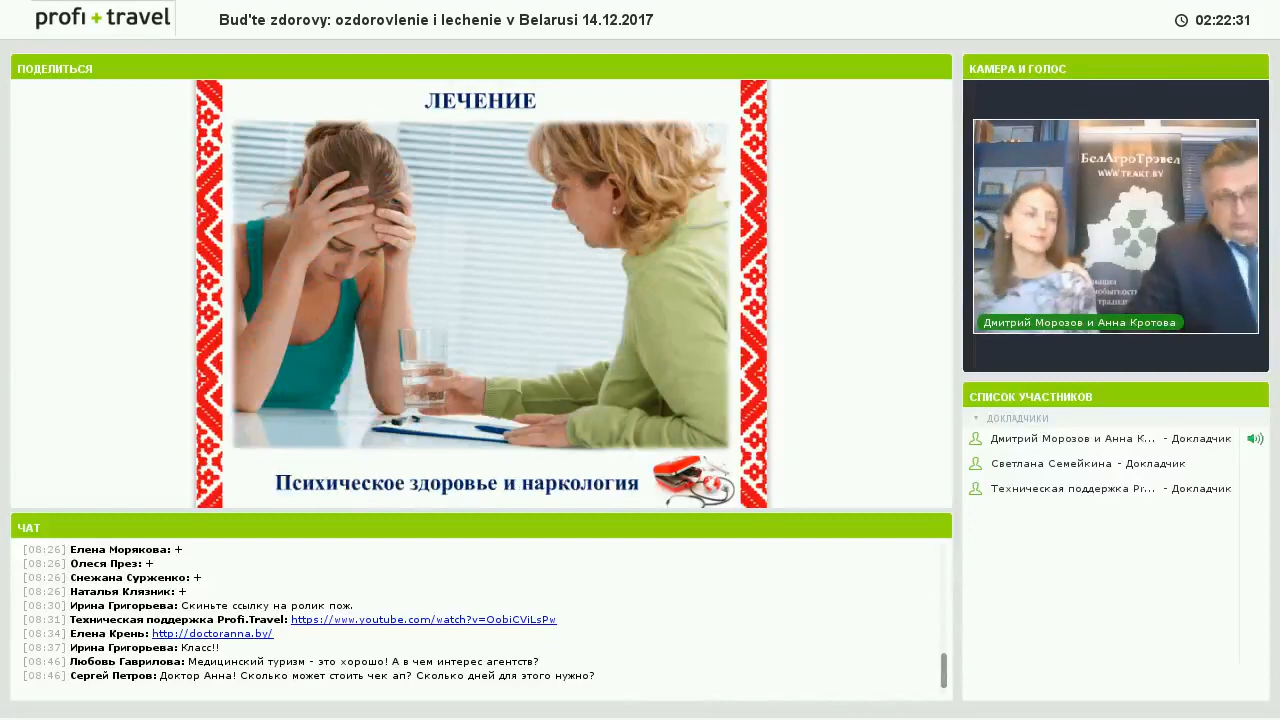 profi + travel
Bud'te zdorovy: ozdorovlenie i lechenie v Belarusi 14.12.2017
02:22:31
ПОДЕЛИТЬСЯ
ЛЕЧЕНИЕ
Психическое здоровье и наркология
КАМЕРА И ГОЛОС
БелАгроТрэвел
Дмитрий Морозов и Анна Кротова
СПИСОК УЧАСТНИКОВ
ДОКЛАДЧИКИ
Дмитрий Морозов и Анна К... - Докладчик
Светлана Семейкина - Докладчик
Техническая поддержка Pr... - Докладчик
ЧАТ
[08:26] Елена Морякова: +
[08:26] Олеся През: +
[08:26] Снежана Сурженко: +
[08:26] Наталья Клязник: +
[08:30] Ирина Григорьева: Скиньте ссылку на ролик пож.
[08:31] Техническая поддержка Profi.Travel: https://www.youtube.com/watch?v=OobiCViLsPw
[08:34] Елена Крень: http://doctoranna.by/
[08:37] Ирина Григорьева: Класс!!
[08:46] Любовь Гаврилова: Медицинский туризм - это хорошо! А в чем интерес агентств?
[08:46] Сергей Петров: Доктор Анна! Сколько может стоить чек ап? Сколько дней для этого нужно?